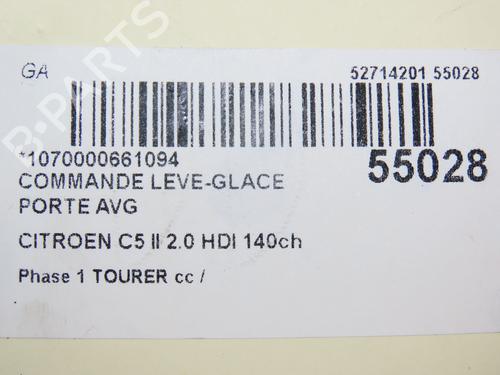 GA 52714201 55028
*1070000661094 55028
COMMANDE LEVE-GLACE
PORTE AVG
CITROEN C5 II 2.0 HDI 140ch
Phase 1 TOURER cc /
B-PARTS